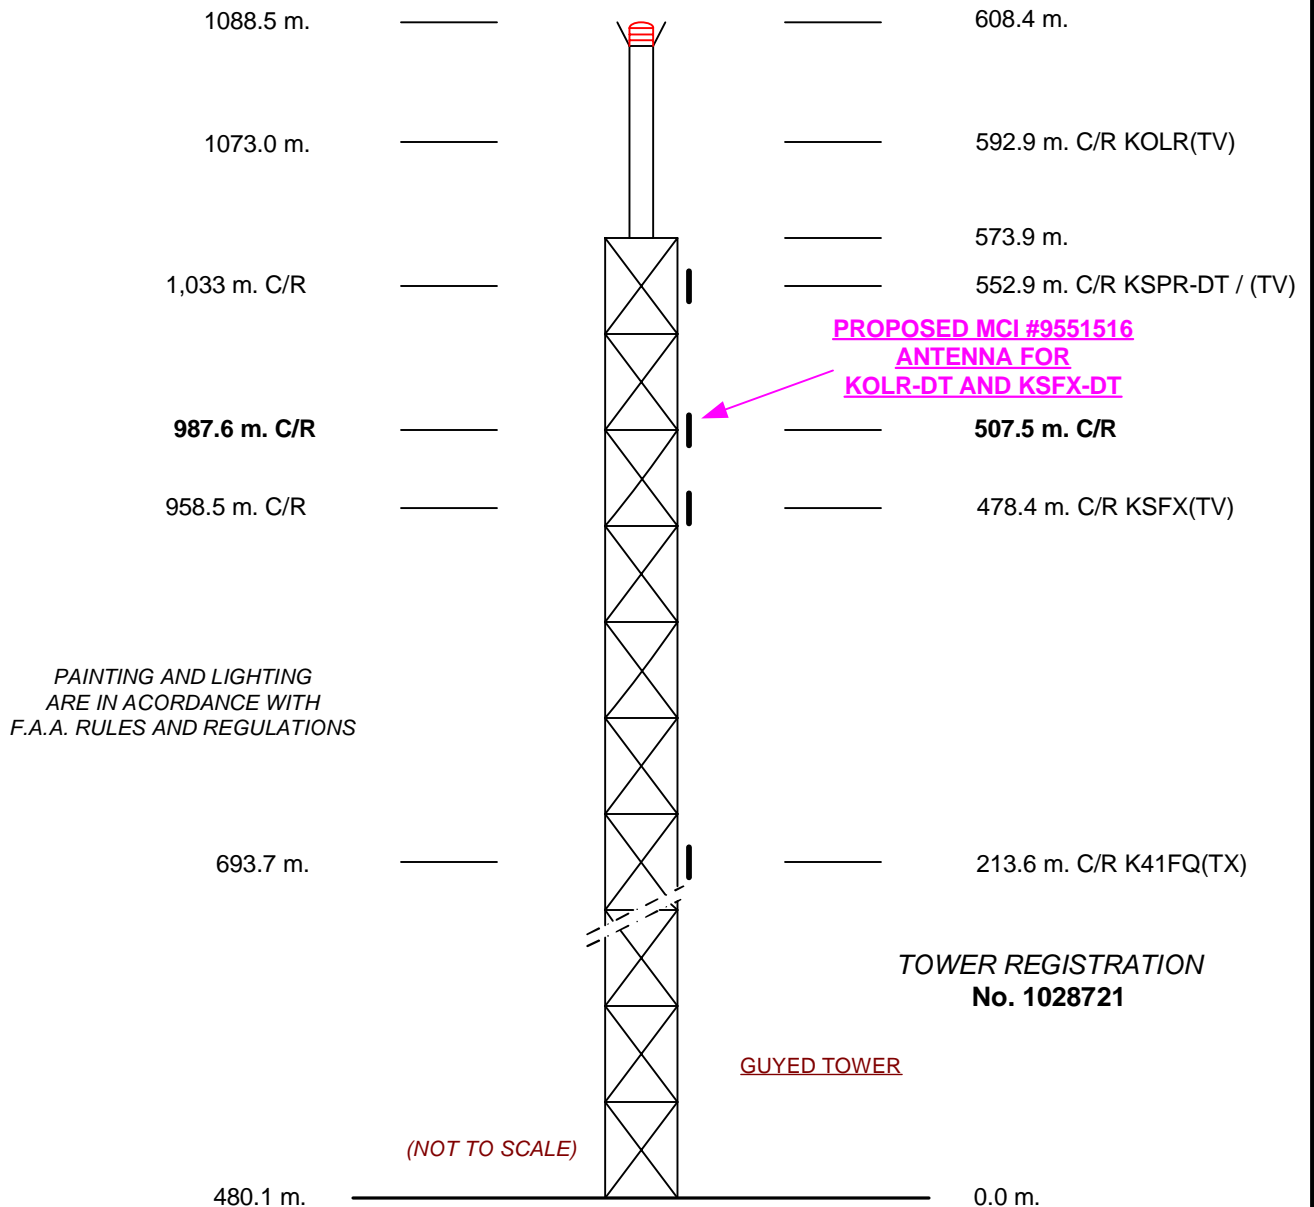 1088.5 m.
608.4 m.
1073.0 m.
592.9 m. C/R KOLR(TV)
573.9 m.
1,033 m. C/R
552.9 m. C/R KSPR-DT / (TV)
PROPOSED MCI #9551516
ANTENNA FOR
KOLR-DT AND KSFX-DT
987.6 m. C/R
507.5 m. C/R
958.5 m. C/R
478.4 m. C/R KSFX(TV)
PAINTING AND LIGHTING
ARE IN ACORDANCE WITH
F.A.A. RULES AND REGULATIONS
693.7 m.
213.6 m. C/R K41FQ(TX)
TOWER REGISTRATION
No. 1028721
GUYED TOWER
(NOT TO SCALE)
480.1 m.
0.0 m.